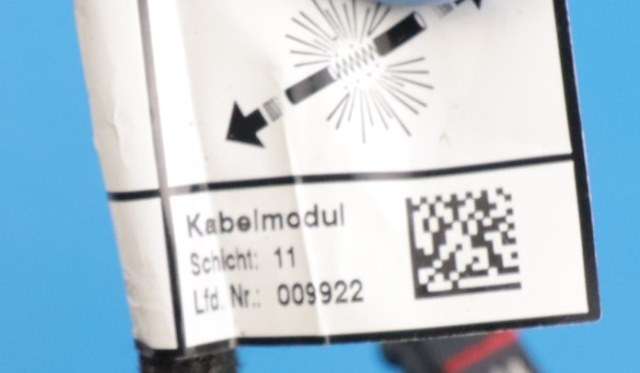 Kabelmodul
Schicht: 11
Lfd. Nr.: 009922